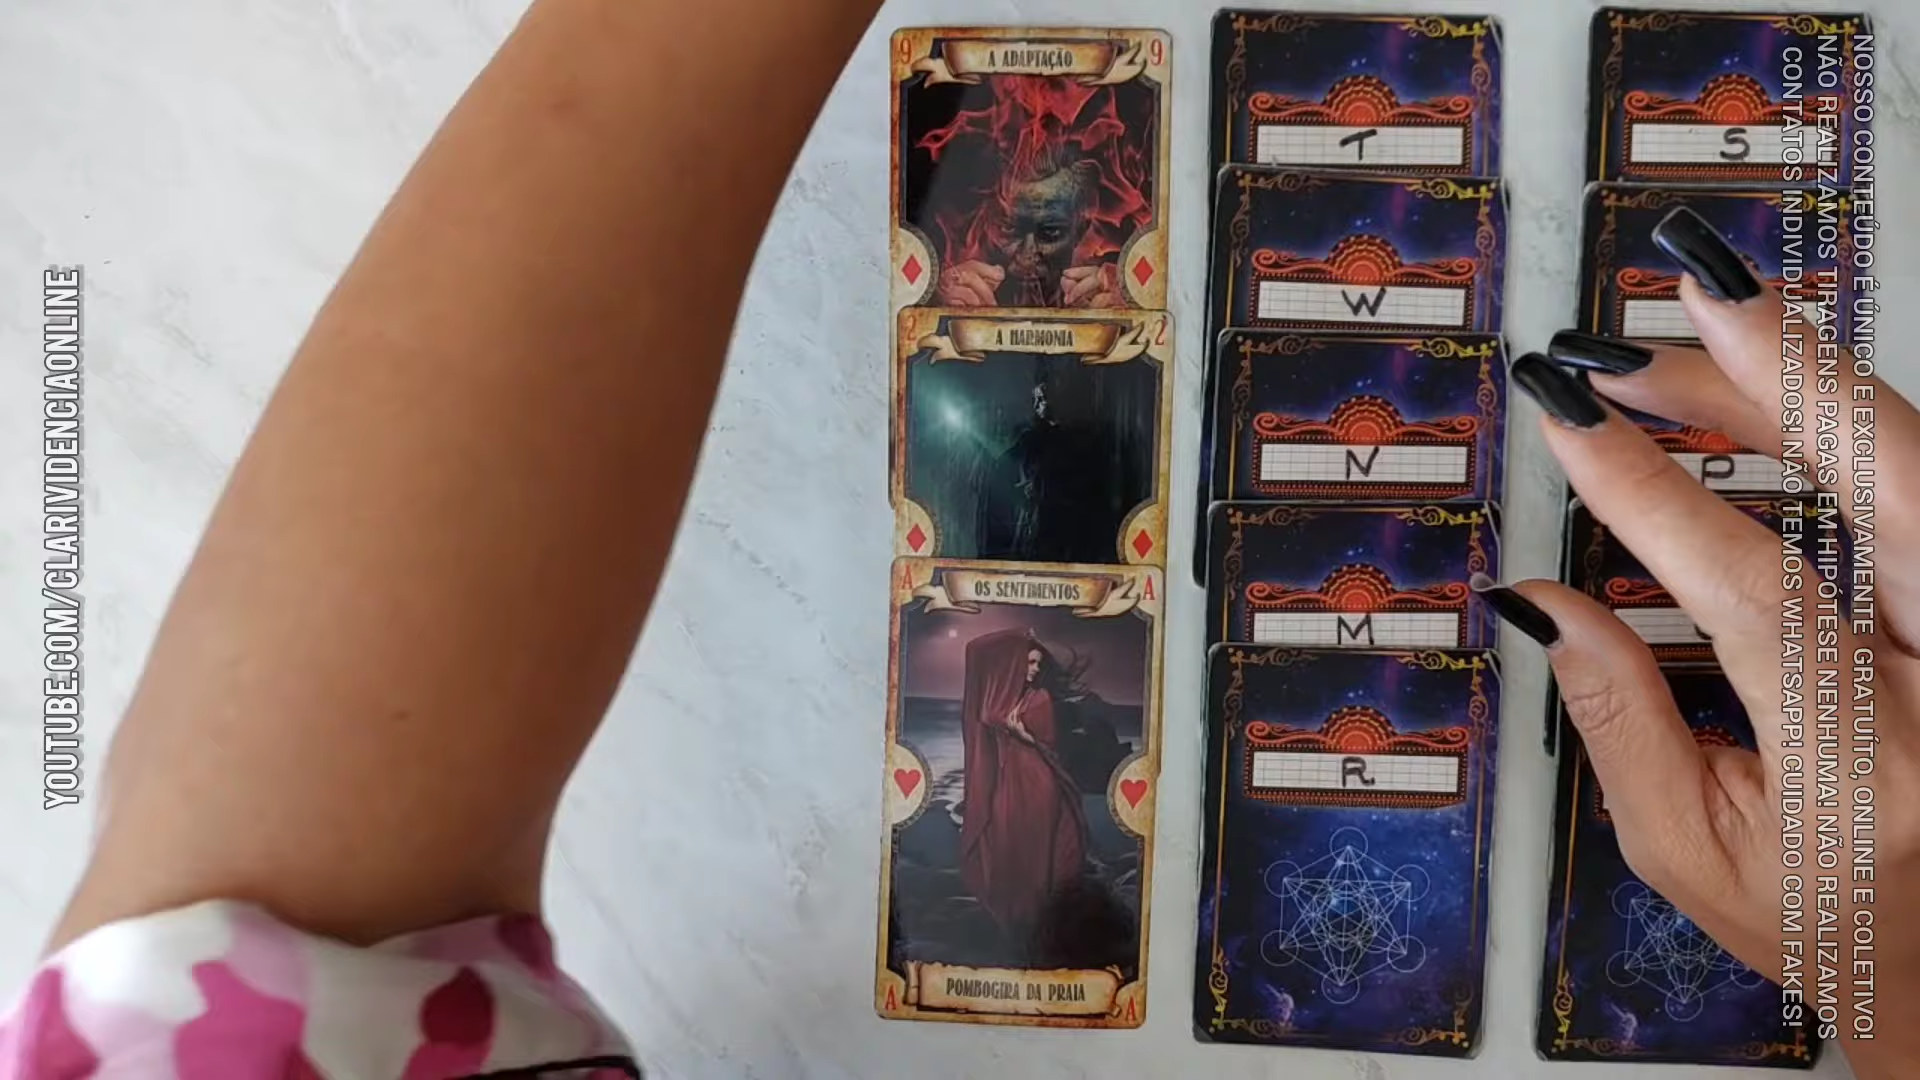 YOUTUBE.COM/CLARIVIDENCIAONLINE
9 A ADAPTAÇÃO 9
2 A HARMONIA 2
A OS SENTIMENTOS A
A POMBOGIRA DA PRAIA A
T
W
N
M
R
S
P
NOSSO CONTEÚDO É ÚNICO E EXCLUSIVAMENTE GRATUÍTO, ONLINE E COLETIVO!
NÃO REALIZAMOS TIRAGENS PAGAS EM HIPÓTESE NENHUMA! NÃO REALIZAMOS
CONTATOS INDIVIDUALIZADOS! NÃO TEMOS WHATSAPP! CUIDADO COM FAKES!